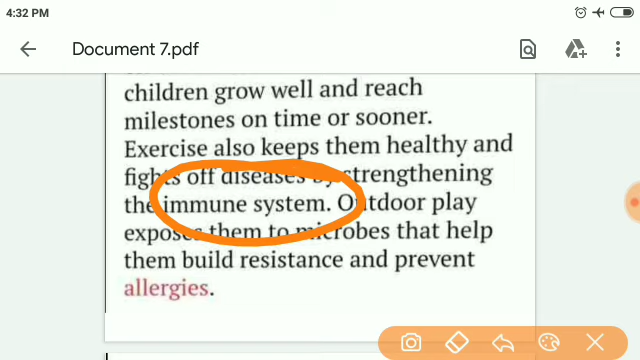 4:32 PM
Document 7.pdf
children grow well and reach
milestones on time or sooner.
Exercise also keeps them healthy and
fights off diseases by strengthening
the immune system. Outdoor play
exposes them to microbes that help
them build resistance and prevent
allergies.